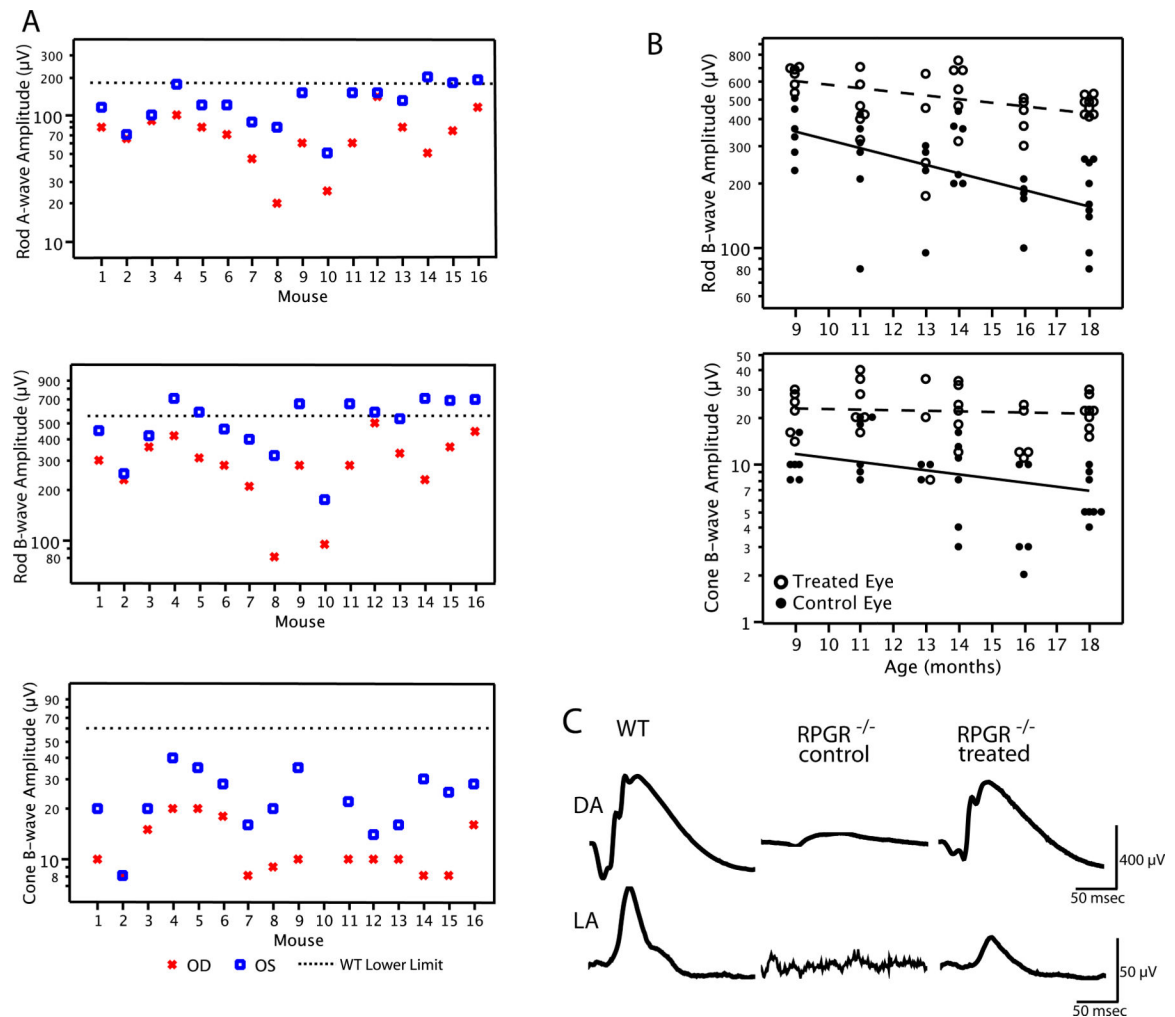 A
Rod A-wave Amplitude (µV)
300
200
100
70
50
30
20
10
1 2 3 4 5 6 7 8 9 10 11 12 13 14 15 16
Mouse
Rod B-wave Amplitude (µV)
900
700
500
400
300
200
100
80
1 2 3 4 5 6 7 8 9 10 11 12 13 14 15 16
Mouse
Cone B-wave Amplitude (µV)
90
70
50
40
30
20
10
8
1 2 3 4 5 6 7 8 9 10 11 12 13 14 15 16
Mouse
OD OS WT Lower Limit
B
Rod B-wave Amplitude (µV)
800
600
500
400
300
200
100
80
60
9 10 11 12 13 14 15 16 18
Cone B-wave Amplitude (µV)
50
40
30
20
10
7
5
4
3
2
1
Treated Eye
Control Eye
9 10 11 12 13 14 15 16 18
Age (months)
C
WT
RPGR -/-
control
RPGR -/-
treated
DA
400 µV
50 msec
LA
50 µV
50 msec